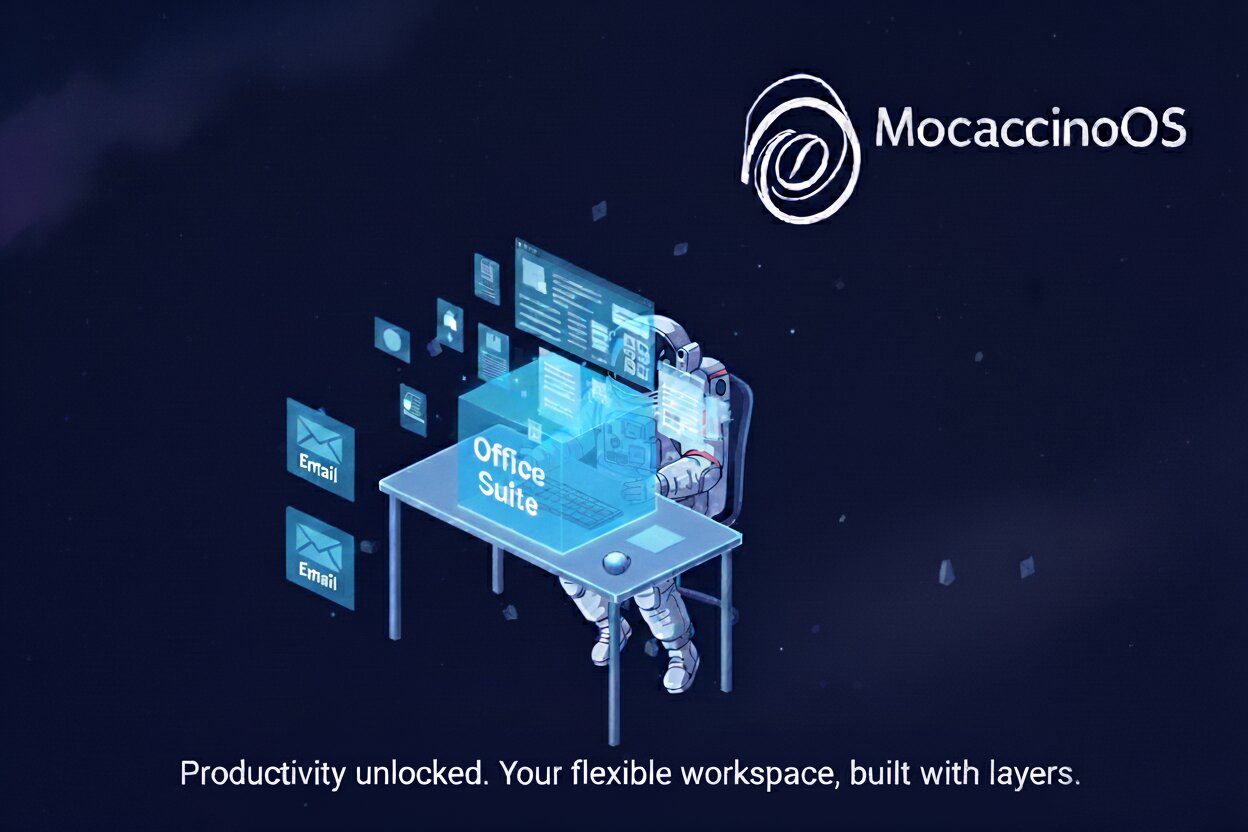 MocaccinoOS
Office
Suite
Email
Email
Productivity unlocked. Your flexible workspace, built with layers.